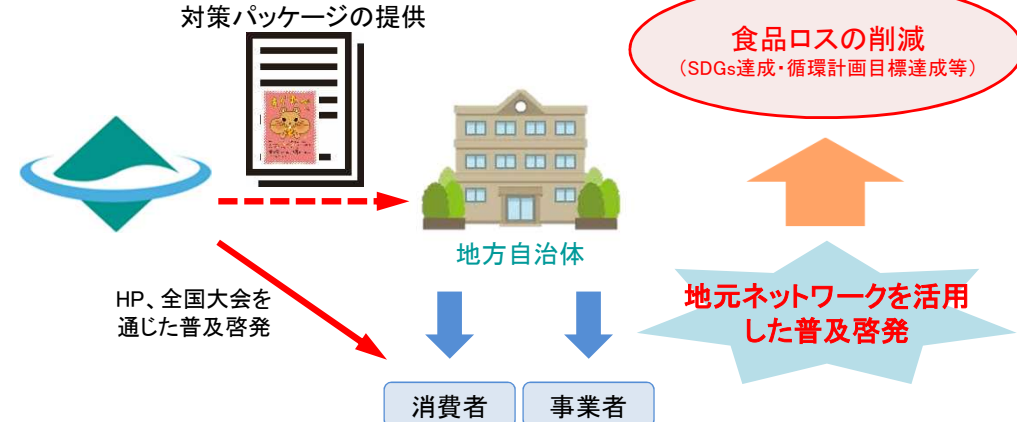 対策パッケージの提供
食品ロスの削減
（SDGs達成・循環計画目標達成等）
地方自治体
HP、全国大会を
通じた普及啓発
地元ネットワークを活用
した普及啓発
消費者
事業者